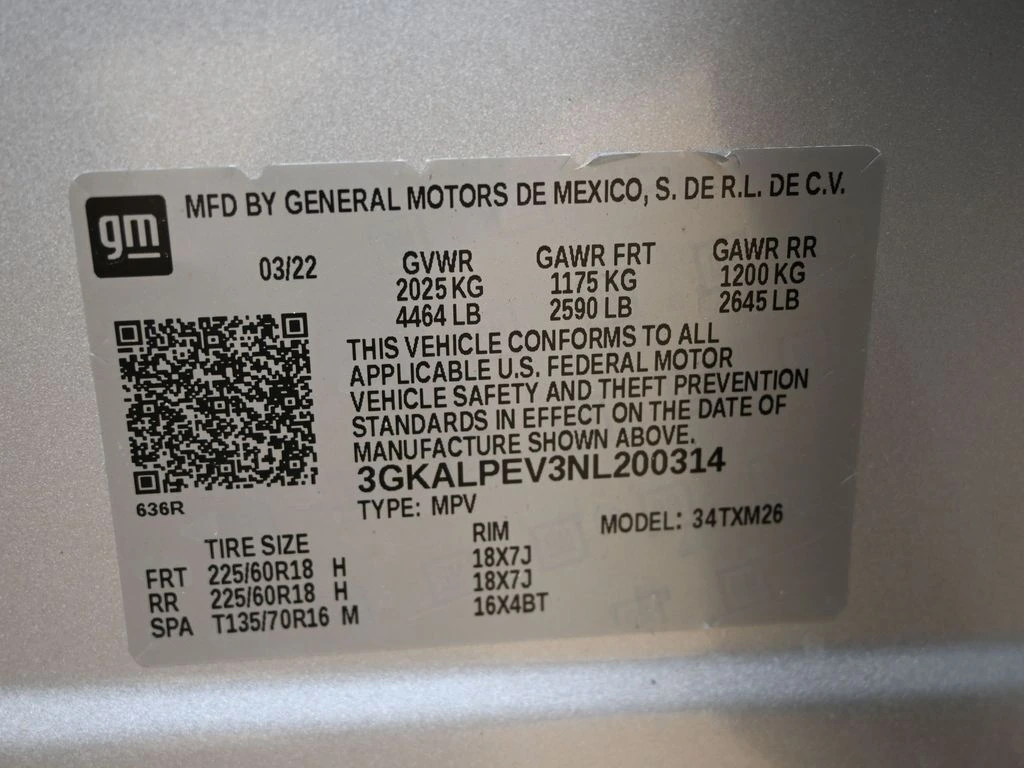 gm
MFD BY GENERAL MOTORS DE MEXICO, S. DE R.L. DE C.V.
03/22 GVWR GAWR FRT GAWR RR
2025 KG 1175 KG 1200 KG
4464 LB 2590 LB 2645 LB
THIS VEHICLE CONFORMS TO ALL
APPLICABLE U.S. FEDERAL MOTOR
VEHICLE SAFETY AND THEFT PREVENTION
STANDARDS IN EFFECT ON THE DATE OF
MANUFACTURE SHOWN ABOVE.
3GKALPEV3NL200314
636R
TYPE: MPV MODEL: 34TXM26
TIRE SIZE RIM
FRT 225/60R18 H 18X7J
RR 225/60R18 H 18X7J
SPA T135/70R16 M 16X4BT